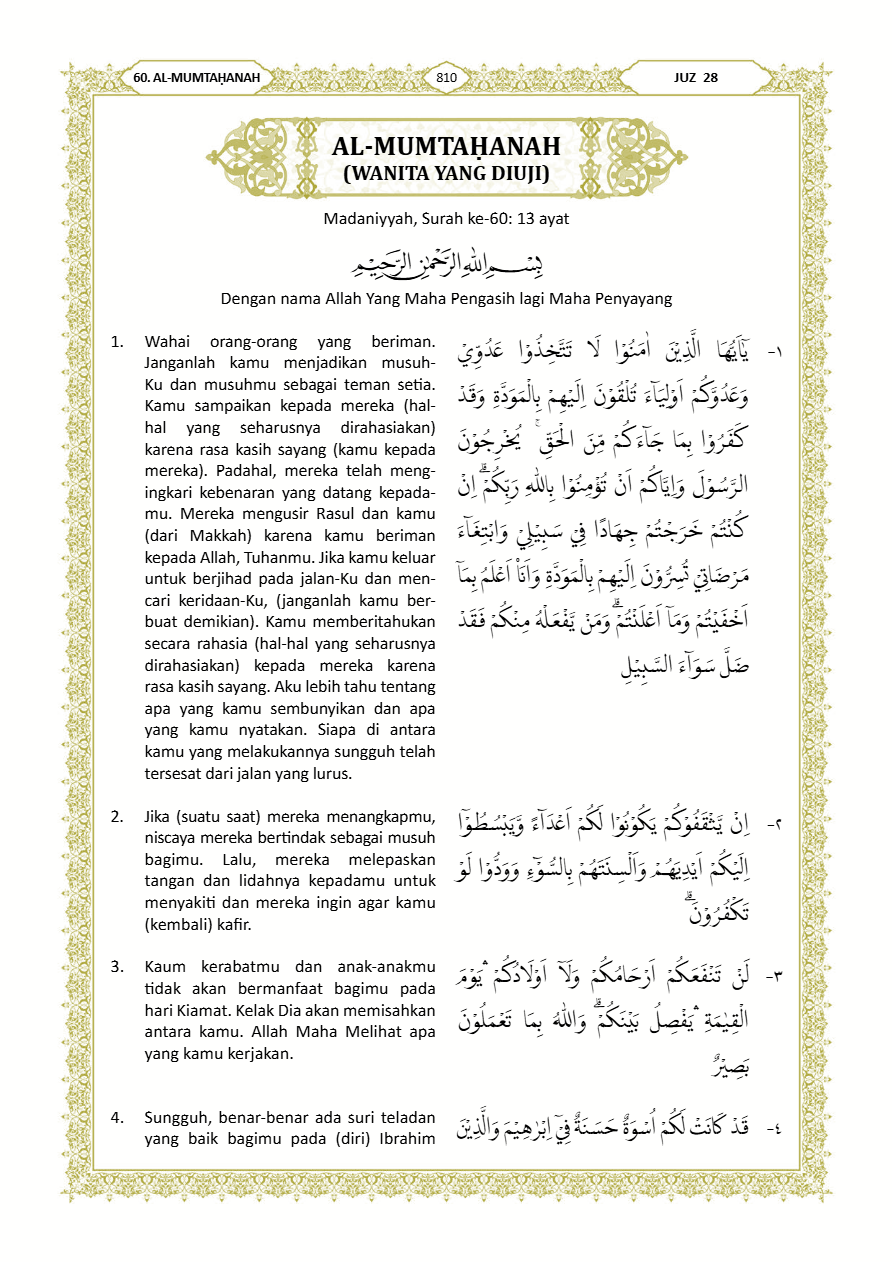 60. AL-MUMTAḤANAH
810
JUZ 28
AL-MUMTAḤANAH
(WANITA YANG DIUJI)
Madaniyyah, Surah ke-60: 13 ayat
بِسْمِ اللّٰهِ الرَّحْمٰنِ الرَّحِيْمِ
Dengan nama Allah Yang Maha Pengasih lagi Maha Penyayang
1. Wahai orang-orang yang beriman.
Janganlah kamu menjadikan musuh-
Ku dan musuhmu sebagai teman setia.
Kamu sampaikan kepada mereka (hal-
hal yang seharusnya dirahasiakan)
karena rasa kasih sayang (kamu kepada
mereka). Padahal, mereka telah meng-
ingkari kebenaran yang datang kepada-
mu. Mereka mengusir Rasul dan kamu
(dari Makkah) karena kamu beriman
kepada Allah, Tuhanmu. Jika kamu keluar
untuk berjihad pada jalan-Ku dan men-
cari keridaan-Ku, (janganlah kamu ber-
buat demikian). Kamu memberitahukan
secara rahasia (hal-hal yang seharusnya
dirahasiakan) kepada mereka karena
rasa kasih sayang. Aku lebih tahu tentang
apa yang kamu sembunyikan dan apa
yang kamu nyatakan. Siapa di antara
kamu yang melakukannya sungguh telah
tersesat dari jalan yang lurus.
١- يٰٓاَيُّهَا الَّذِيْنَ اٰمَنُوْا لَا تَتَّخِذُوْا عَدُوِّيْ
وَعَدُوَّكُمْ اَوْلِيَاۤءَ تُلْقُوْنَ اِلَيْهِمْ بِالْمَوَدَّةِ وَقَدْ
كَفَرُوْا بِمَا جَاۤءَكُمْ مِّنَ الْحَقِّۚ يُخْرِجُوْنَ
الرَّسُوْلَ وَاِيَّاكُمْ اَنْ تُؤْمِنُوْا بِاللّٰهِ رَبِّكُمْۗ اِنْ
كُنْتُمْ خَرَجْتُمْ جِهَادًا فِيْ سَبِيْلِيْ وَابْتِغَاۤءَ
مَرْضَاتِيْ تُسِرُّوْنَ اِلَيْهِمْ بِالْمَوَدَّةِ وَاَنَا۠ اَعْلَمُ بِمَآ
اَخْفَيْتُمْ وَمَآ اَعْلَنْتُمْۗ وَمَنْ يَّفْعَلْهُ مِنْكُمْ فَقَدْ
ضَلَّ سَوَاۤءَ السَّبِيْلِ
2. Jika (suatu saat) mereka menangkapmu,
niscaya mereka bertindak sebagai musuh
bagimu. Lalu, mereka melepaskan
tangan dan lidahnya kepadamu untuk
menyakiti dan mereka ingin agar kamu
(kembali) kafir.
٢- اِنْ يَّثْقَفُوْكُمْ يَكُوْنُوْا لَكُمْ اَعْدَاۤءً وَّيَبْسُطُوْٓا
اِلَيْكُمْ اَيْدِيَهُمْ وَاَلْسِنَتَهُمْ بِالسُّوْۤءِ وَوَدُّوْا لَوْ
تَكْفُرُوْنَۗ
3. Kaum kerabatmu dan anak-anakmu
tidak akan bermanfaat bagimu pada
hari Kiamat. Kelak Dia akan memisahkan
antara kamu. Allah Maha Melihat apa
yang kamu kerjakan.
٣- لَنْ تَنْفَعَكُمْ اَرْحَامُكُمْ وَلَآ اَوْلَادُكُمْ ۛيَوْمَ
الْقِيٰمَةِ ۛيَفْصِلُ بَيْنَكُمْۗ وَاللّٰهُ بِمَا تَعْمَلُوْنَ
بَصِيْرٌ
4. Sungguh, benar-benar ada suri teladan
yang baik bagimu pada (diri) Ibrahim
٤- قَدْ كَانَتْ لَكُمْ اُسْوَةٌ حَسَنَةٌ فِيْٓ اِبْرٰهِيْمَ وَالَّذِيْنَ